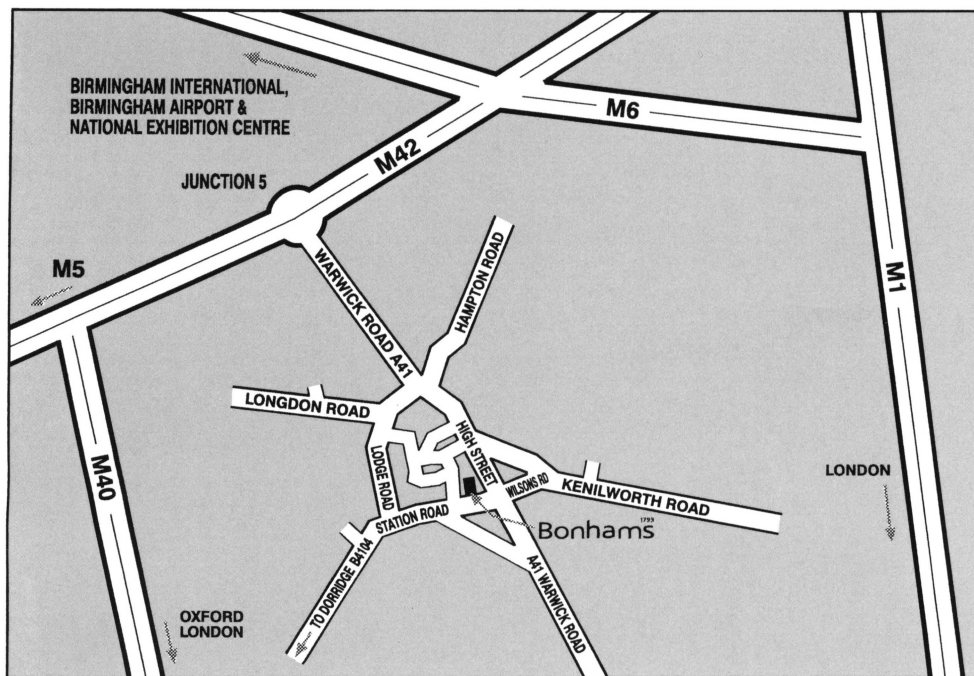 BIRMINGHAM INTERNATIONAL,
BIRMINGHAM AIRPORT &
NATIONAL EXHIBITION CENTRE
M6
M42
JUNCTION 5
M5
M1
WARWICK ROAD A41
HAMPTON ROAD
LONGDON ROAD
HIGH STREET
LODGE ROAD
WILSONS RD
KENILWORTH ROAD
LONDON
M40
STATION ROAD
Bonhams
1793
A41 WARWICK ROAD
TO DORRIDGE B4104
OXFORD
LONDON